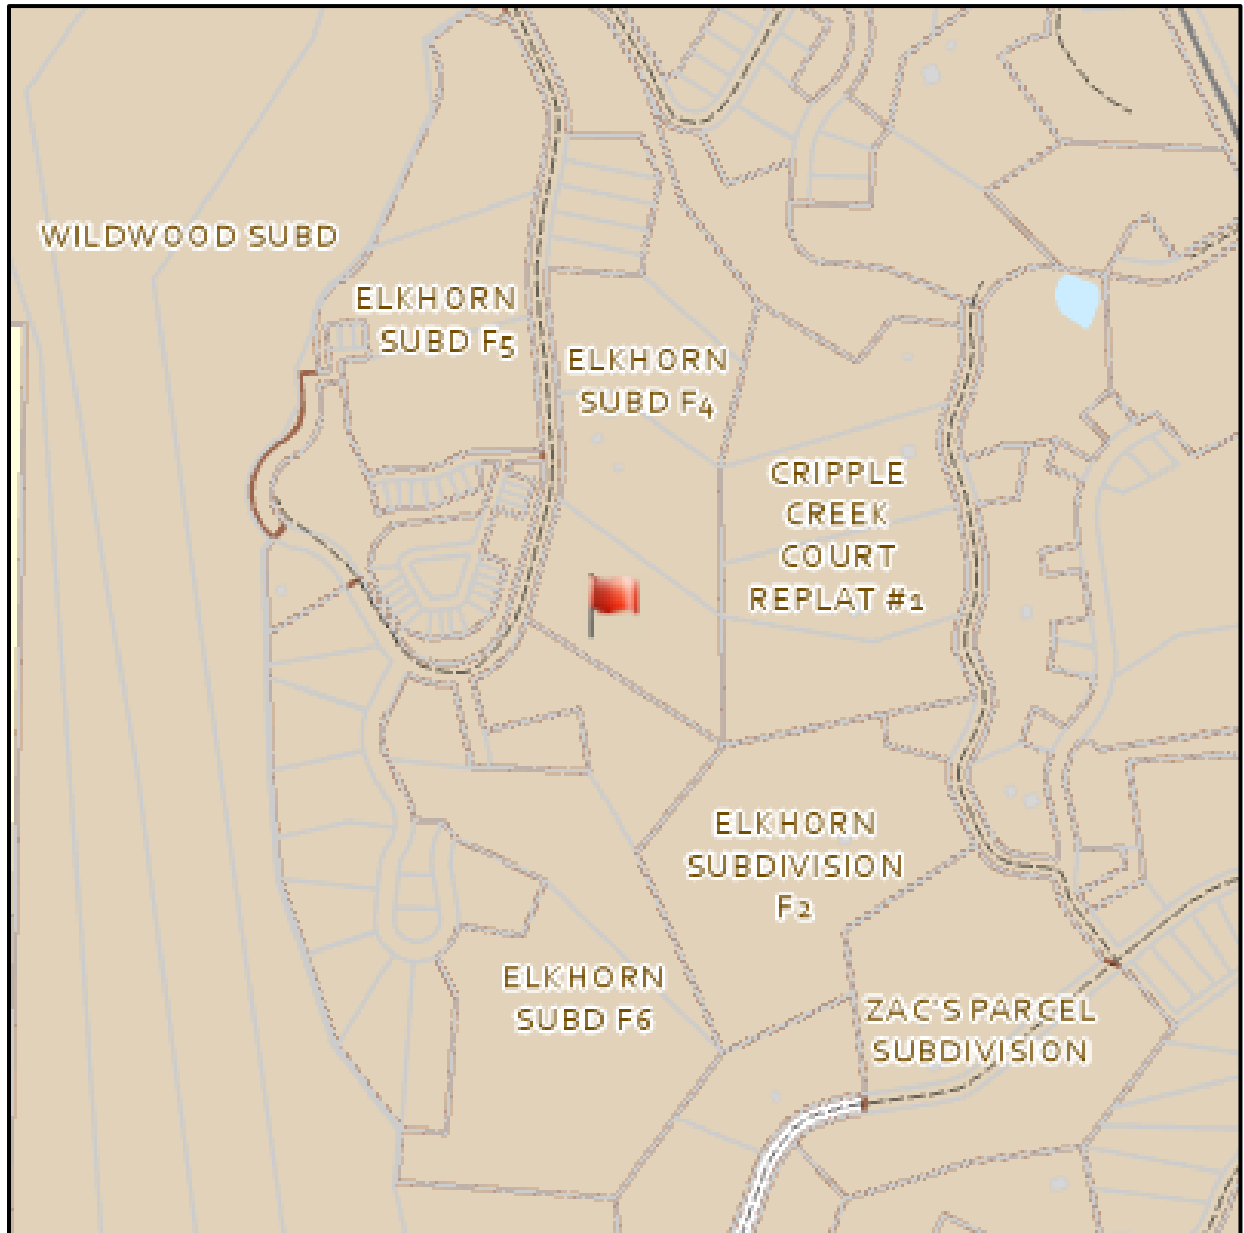 WILDWOOD SUBD
ELKHORN
SUBD F5
ELKHORN
SUBD F4
CRIPPLE
CREEK
COURT
REPLAT #1
ELKHORN
SUBDIVISION
F2
ELKHORN
SUBD F6
ZAC'S PARCEL
SUBDIVISION